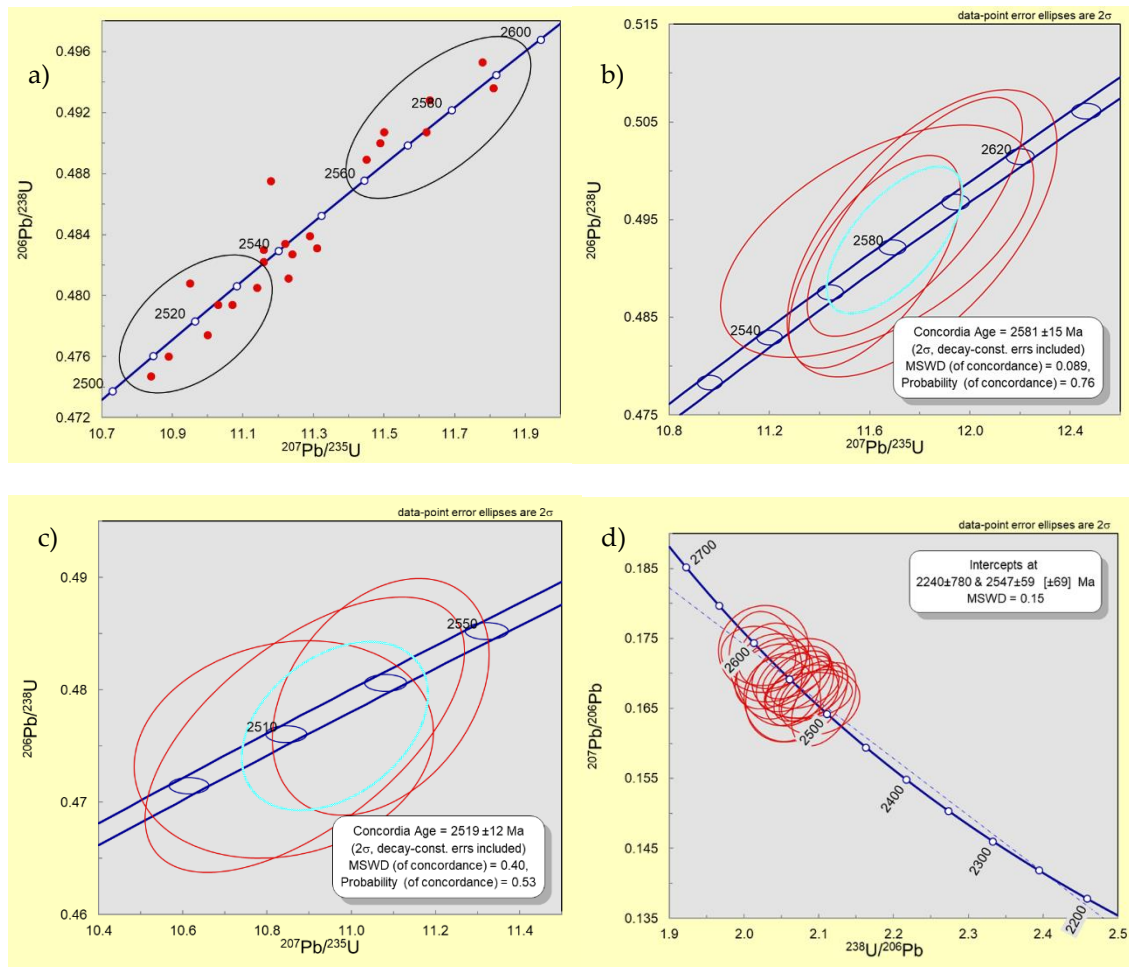 a)
2600
2580
2560
2540
2520
2500
0.496
0.492
0.488
0.484
0.480
0.476
0.472
10.7
10.9
11.1
11.3
11.5
11.7
11.9
²⁰⁶Pb/²³⁸U
²⁰⁷Pb/²³⁵U
data-point error ellipses are 2σ
b)
0.515
0.505
0.495
0.485
0.475
2620
2580
2540
10.8
11.2
11.6
12.0
12.4
²⁰⁶Pb/²³⁸U
²⁰⁷Pb/²³⁵U
Concordia Age = 2581 ±15 Ma
(2σ, decay-const. errs included)
MSWD (of concordance) = 0.089,
Probability (of concordance) = 0.76
data-point error ellipses are 2σ
c)
0.49
0.48
0.47
0.46
2550
2510
10.4
10.6
10.8
11.0
11.2
11.4
²⁰⁶Pb/²³⁸U
²⁰⁷Pb/²³⁵U
Concordia Age = 2519 ±12 Ma
(2σ, decay-const. errs included)
MSWD (of concordance) = 0.40,
Probability (of concordance) = 0.53
data-point error ellipses are 2σ
d)
0.185
0.175
0.165
0.155
0.145
0.135
2700
2600
2500
2400
2300
2200
1.9
2.0
2.1
2.2
2.3
2.4
2.5
²⁰⁷Pb/²⁰⁶Pb
²³⁸U/²⁰⁶Pb
Intercepts at
2240±780 & 2547±59 [±69] Ma
MSWD = 0.15